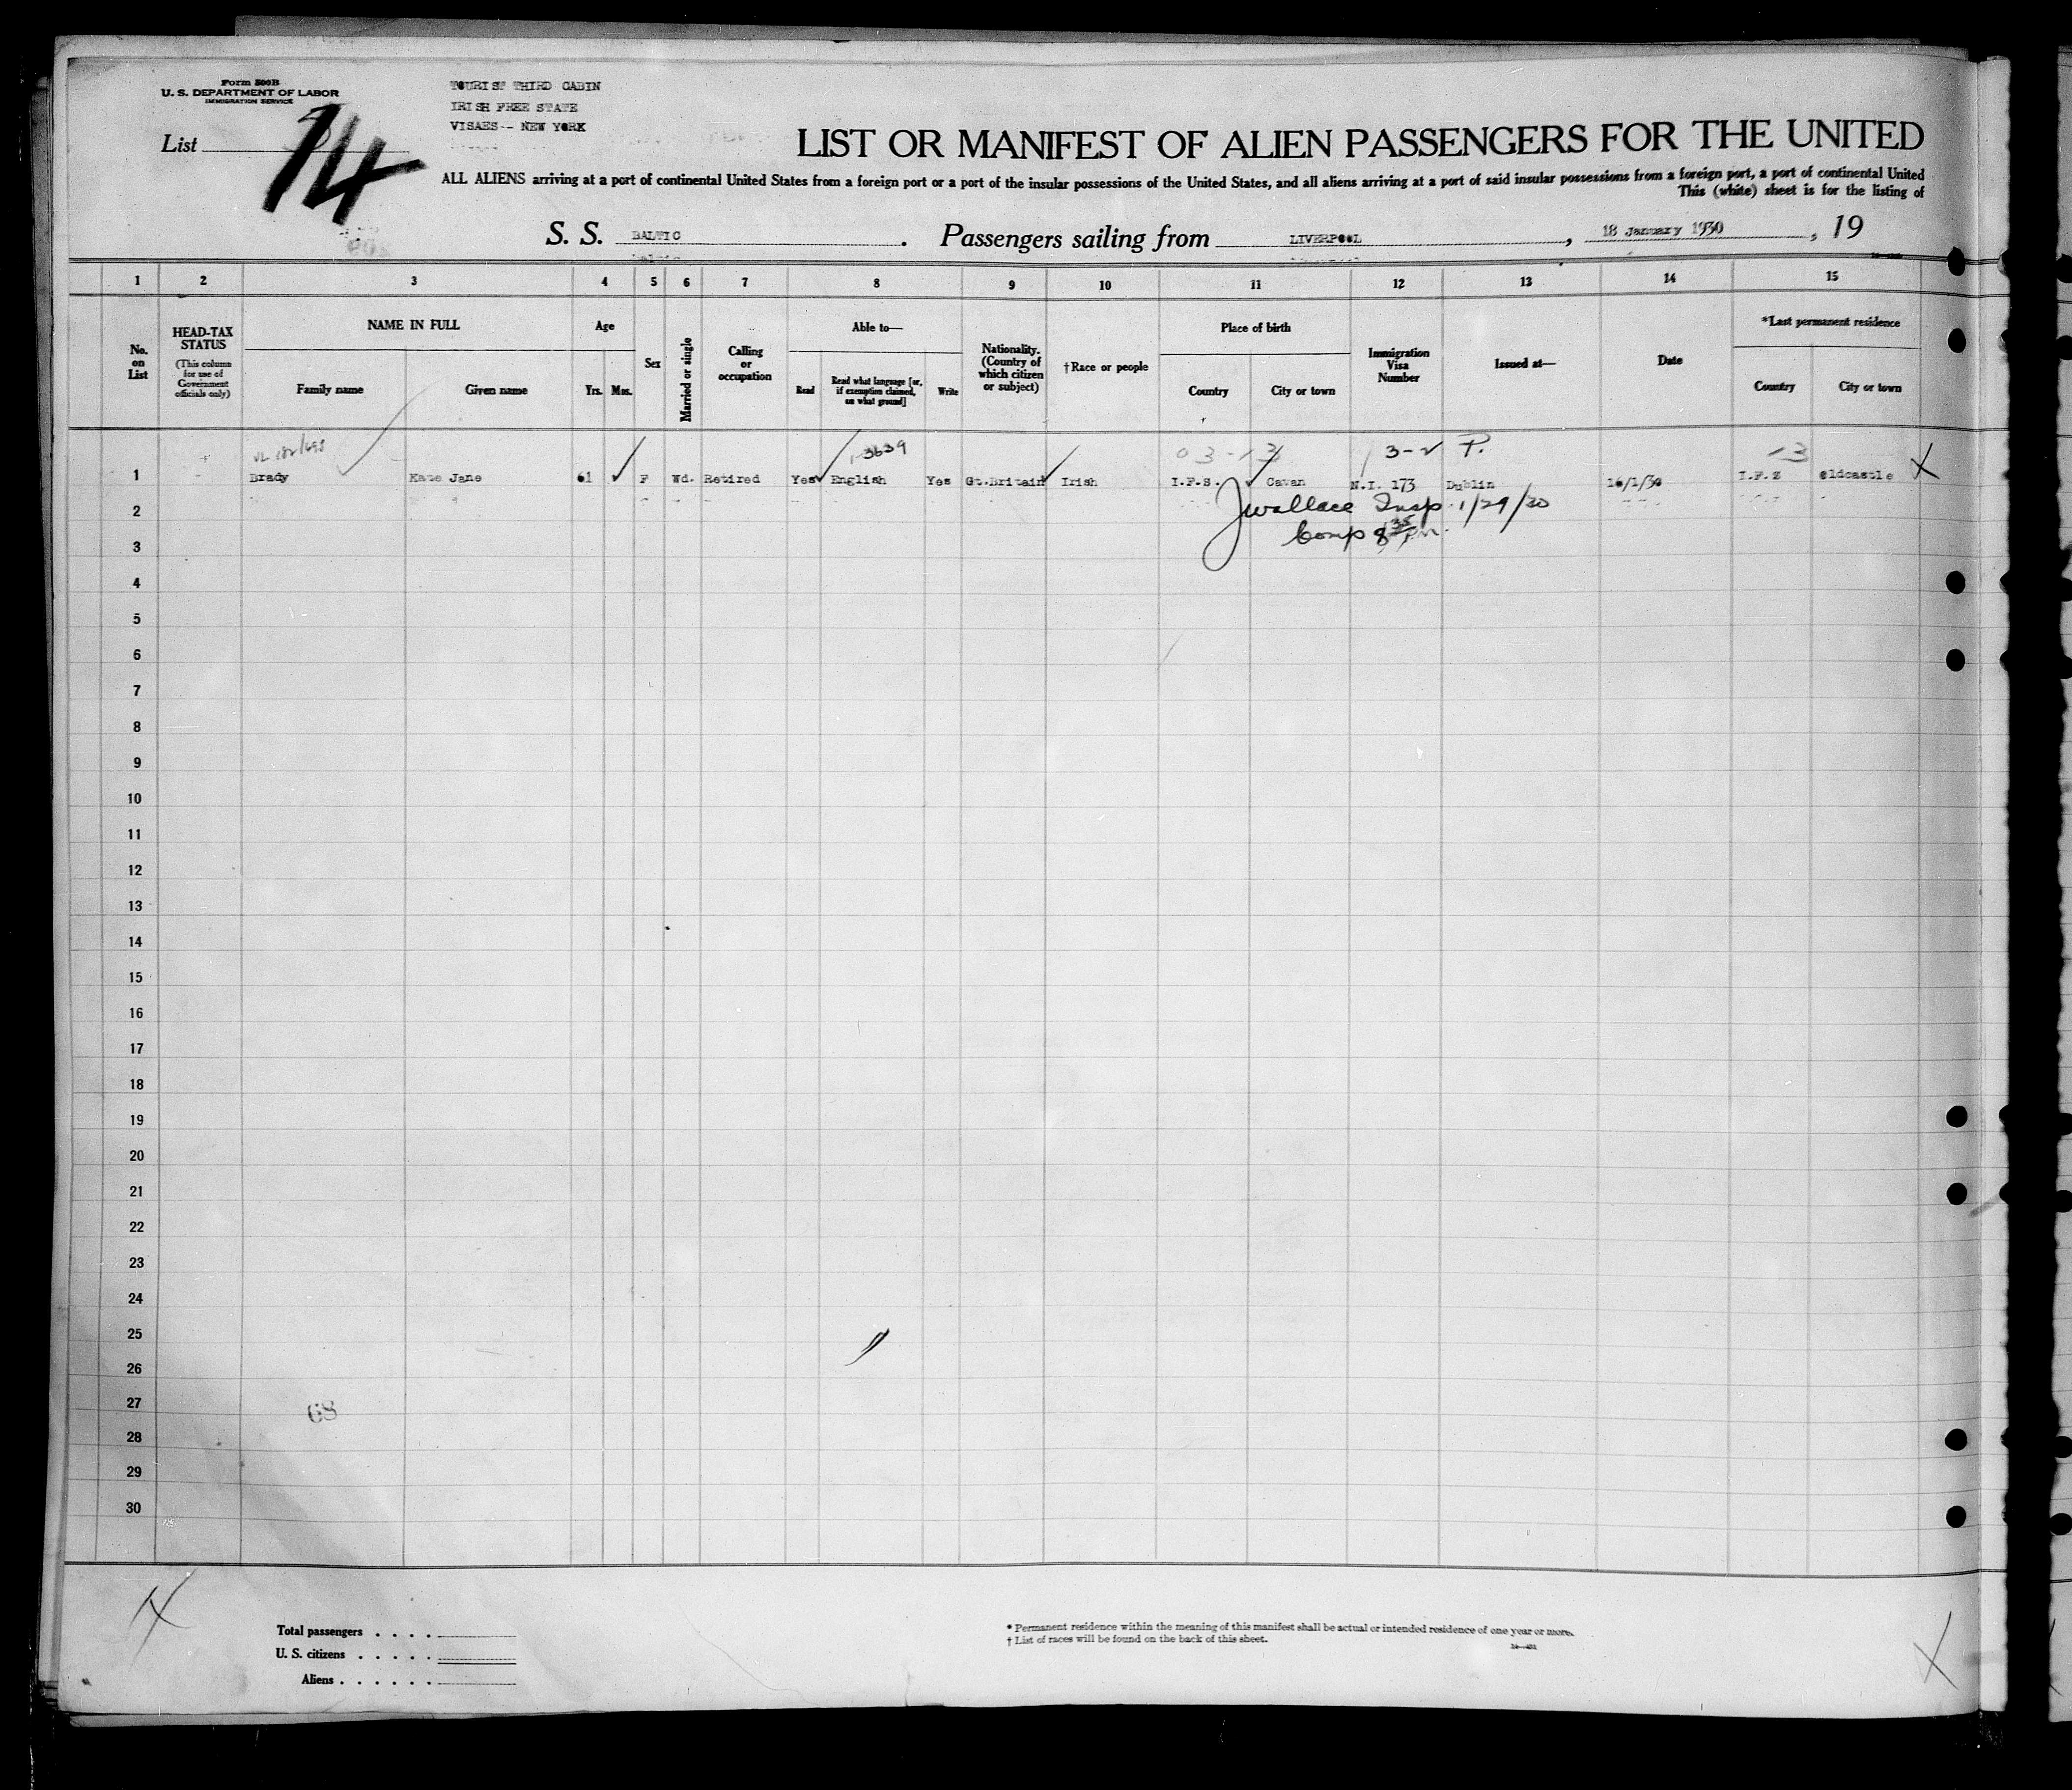 Form 500B
U. S. DEPARTMENT OF LABOR
IMMIGRATION SERVICE
List 14
TOURIST THIRD CABIN
IRISH FREE STATE
VISAES-- NEW YORK
LIST OR MANIFEST OF ALIEN PASSENGERS FOR THE UNITED
ALL ALIENS arriving at a port of continental United States from a foreign port or a port of the insular possessions of the United States, and all aliens arriving at a port of said insular possessions from a foreign port, a port of continental United
This (white) sheet is for the listing of
S. S. BALTIC . Passengers sailing from LIVERPOOL , 18 January 1930 , 19
1 2 3 4 5 6 7 8 9 10 11 12 13 14 15
No. on List
HEAD-TAX STATUS
(This column for use of Government officials only)
NAME IN FULL
Family name
Given name
Age
Yrs. Mos.
Sex
Married or single
Calling or occupation
Able to—
Read
Read what language [or, if exemption claimed, on what ground]
Write
Nationality. (Country of which citizen or subject)
†Race or people
Place of birth
Country
City or town
Immigration Visa Number
Issued at—
Date
*Last permanent residence
Country
City or town
3639 03-13 3-2 P. 13
1 Brady Kate Jane 61 F Wd. Retired Yes English Yes Gt.Britain Irish I.F.S. Cavan N.I. 173 Dublin 16/1/30 I.F.S Oldcastle X
2 JWallace Insp 1/29/30
3 Comp 8 35 PM.
4
5
6
7
8
9
10
11
12
13
14
15
16
17
18
19
20
21
22
23
24
25
26
27
68
28
29
30
Total passengers . . . .
U. S. citizens . . . . .
Aliens . . . . . .
* Permanent residence within the meaning of this manifest shall be actual or intended residence of one year or more.
† List of races will be found on the back of this sheet.
X